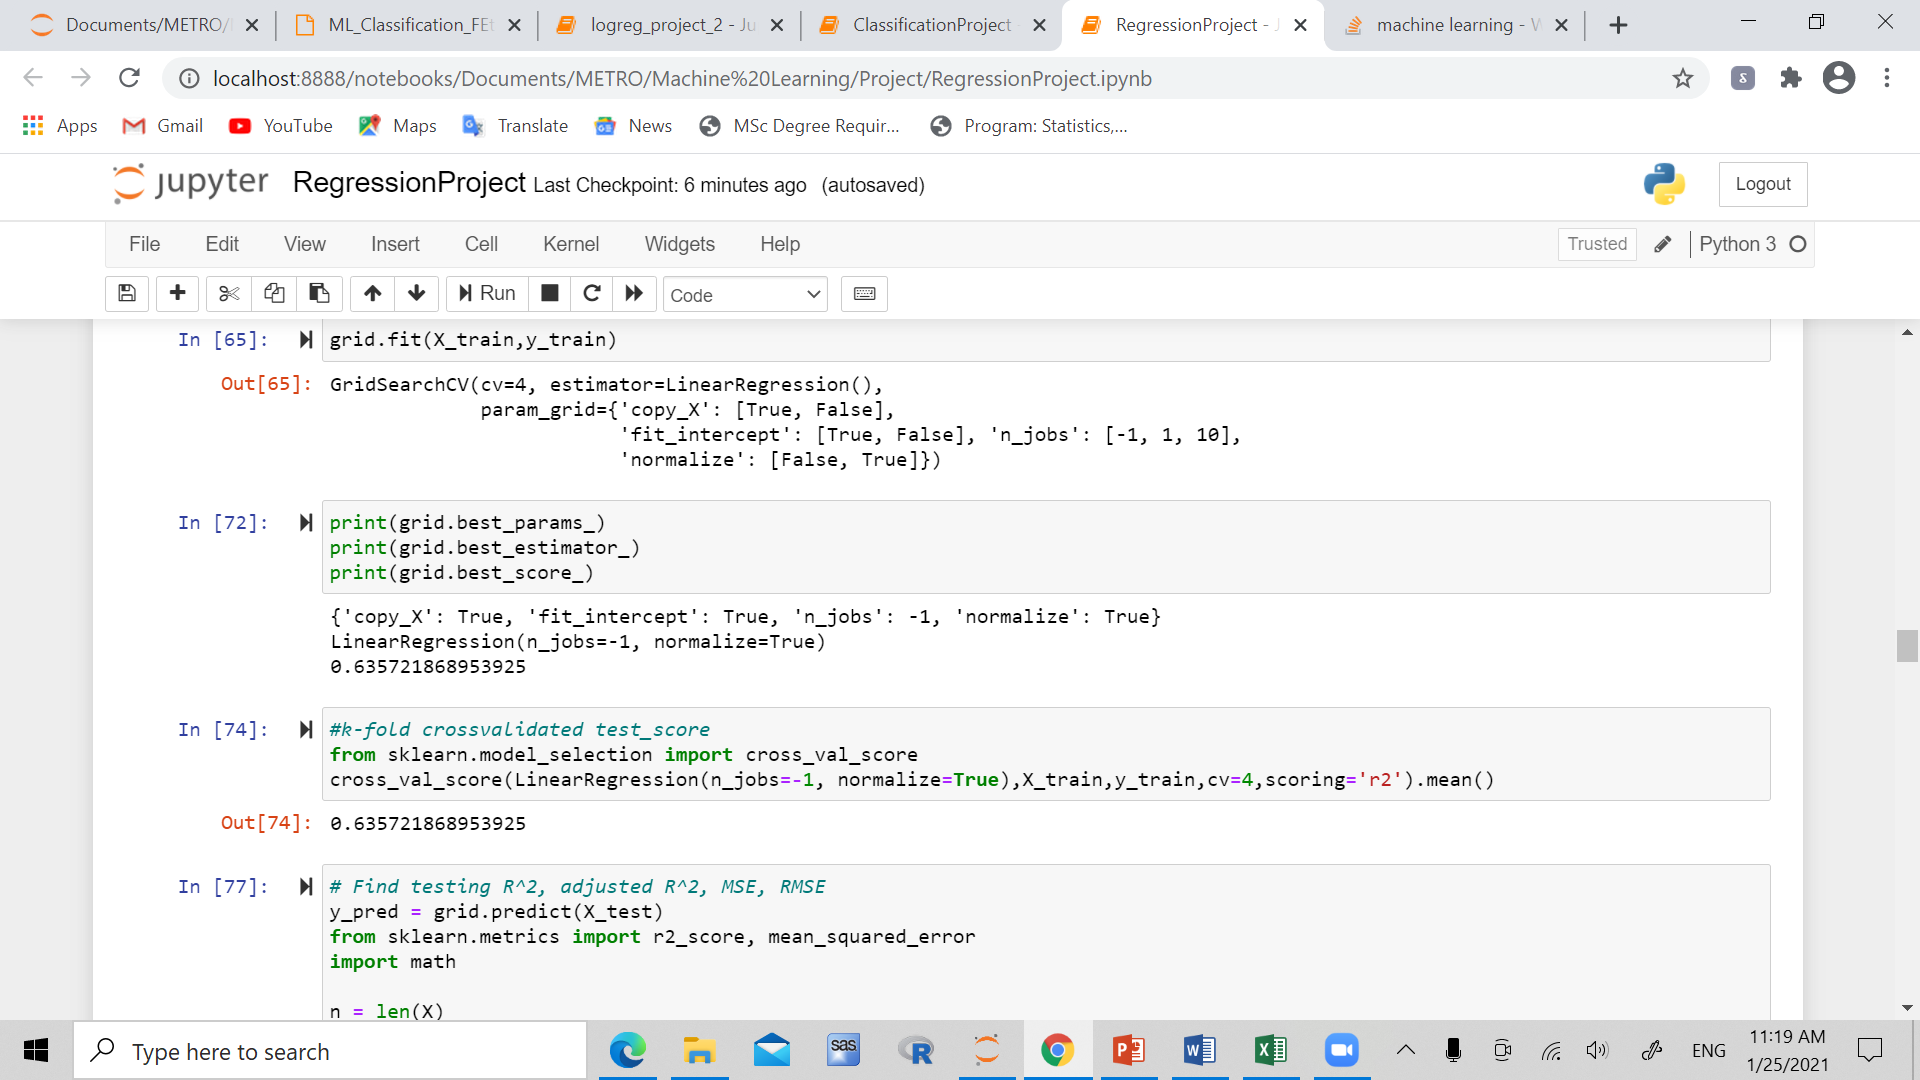 Documents/METRO/
ML_Classification_FE
logreg_project_2 - Ju
ClassificationProject
RegressionProject - J
machine learning - W
localhost:8888/notebooks/Documents/METRO/Machine%20Learning/Project/RegressionProject.ipynb
Apps
Gmail
YouTube
Maps
Translate
News
MSc Degree Requir...
Program: Statistics,...
jupyter RegressionProject Last Checkpoint: 6 minutes ago (autosaved)
Logout
File Edit View Insert Cell Kernel Widgets Help
Trusted
Python 3
Run
Code
In [65]: grid.fit(X_train,y_train)
Out[65]: GridSearchCV(cv=4, estimator=LinearRegression(),
param_grid={'copy_X': [True, False],
'fit_intercept': [True, False], 'n_jobs': [-1, 1, 10],
'normalize': [False, True]})
In [72]: print(grid.best_params_)
print(grid.best_estimator_)
print(grid.best_score_)
{'copy_X': True, 'fit_intercept': True, 'n_jobs': -1, 'normalize': True}
LinearRegression(n_jobs=-1, normalize=True)
0.635721868953925
In [74]: #k-fold crossvalidated test_score
from sklearn.model_selection import cross_val_score
cross_val_score(LinearRegression(n_jobs=-1, normalize=True),X_train,y_train,cv=4,scoring='r2').mean()
Out[74]: 0.635721868953925
In [77]: # Find testing R^2, adjusted R^2, MSE, RMSE
y_pred = grid.predict(X_test)
from sklearn.metrics import r2_score, mean_squared_error
import math
n = len(X)
Type here to search
sas
ENG
11:19 AM
1/25/2021